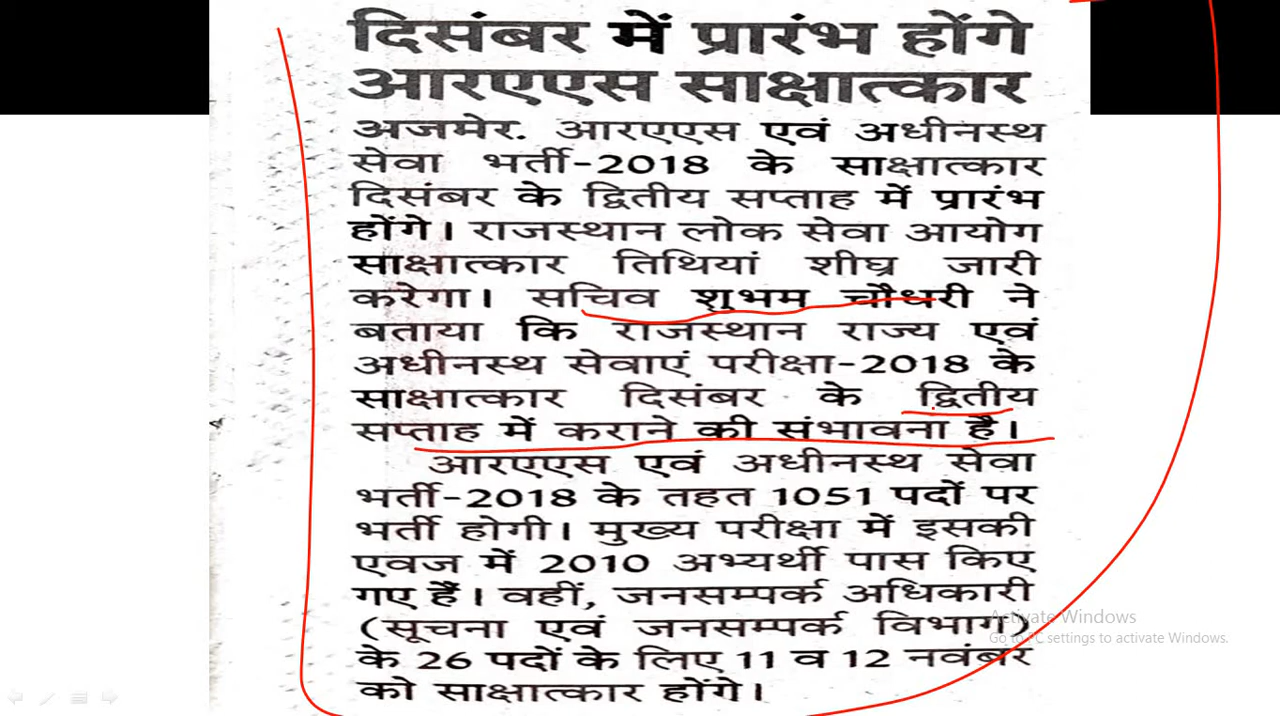 दिसंबर में प्रारंभ होंगे
आरएएस साक्षात्कार
अजमेर. आरएएस एवं अधीनस्थ
सेवा भर्ती-2018 के साक्षात्कार
दिसंबर के द्वितीय सप्ताह में प्रारंभ
होंगे। राजस्थान लोक सेवा आयोग
साक्षात्कार तिथियां शीघ्र जारी
करेगा। सचिव शुभम चौधरी ने
बताया कि राजस्थान राज्य एवं
अधीनस्थ सेवाएं परीक्षा-2018 के
साक्षात्कार दिसंबर के द्वितीय
सप्ताह में कराने की संभावना है।
आरएएस एवं अधीनस्थ सेवा
भर्ती-2018 के तहत 1051 पदों पर
भर्ती होगी। मुख्य परीक्षा में इसकी
एवज में 2010 अभ्यर्थी पास किए
गए हैं। वहीं, जनसम्पर्क अधिकारी
(सूचना एवं जनसम्पर्क विभाग)
के 26 पदों के लिए 11 व 12 नवंबर
को साक्षात्कार होंगे।
Activate Windows
Go to PC settings to activate Windows.